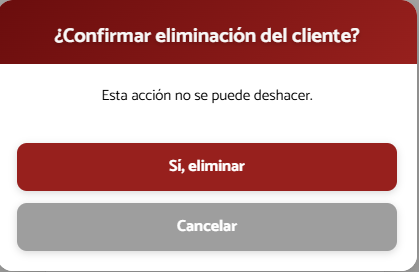 ¿Confirmar eliminación del cliente?
Esta acción no se puede deshacer.
Sí, eliminar
Cancelar